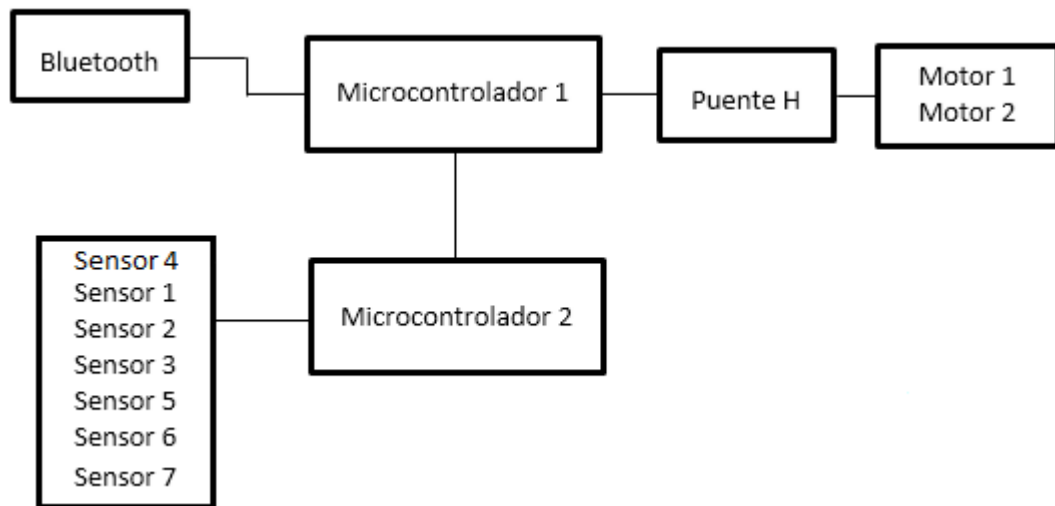 Bluetooth
Microcontrolador 1
Puente H
Motor 1
Motor 2
Sensor 4
Sensor 1
Sensor 2
Sensor 3
Sensor 5
Sensor 6
Sensor 7
Microcontrolador 2